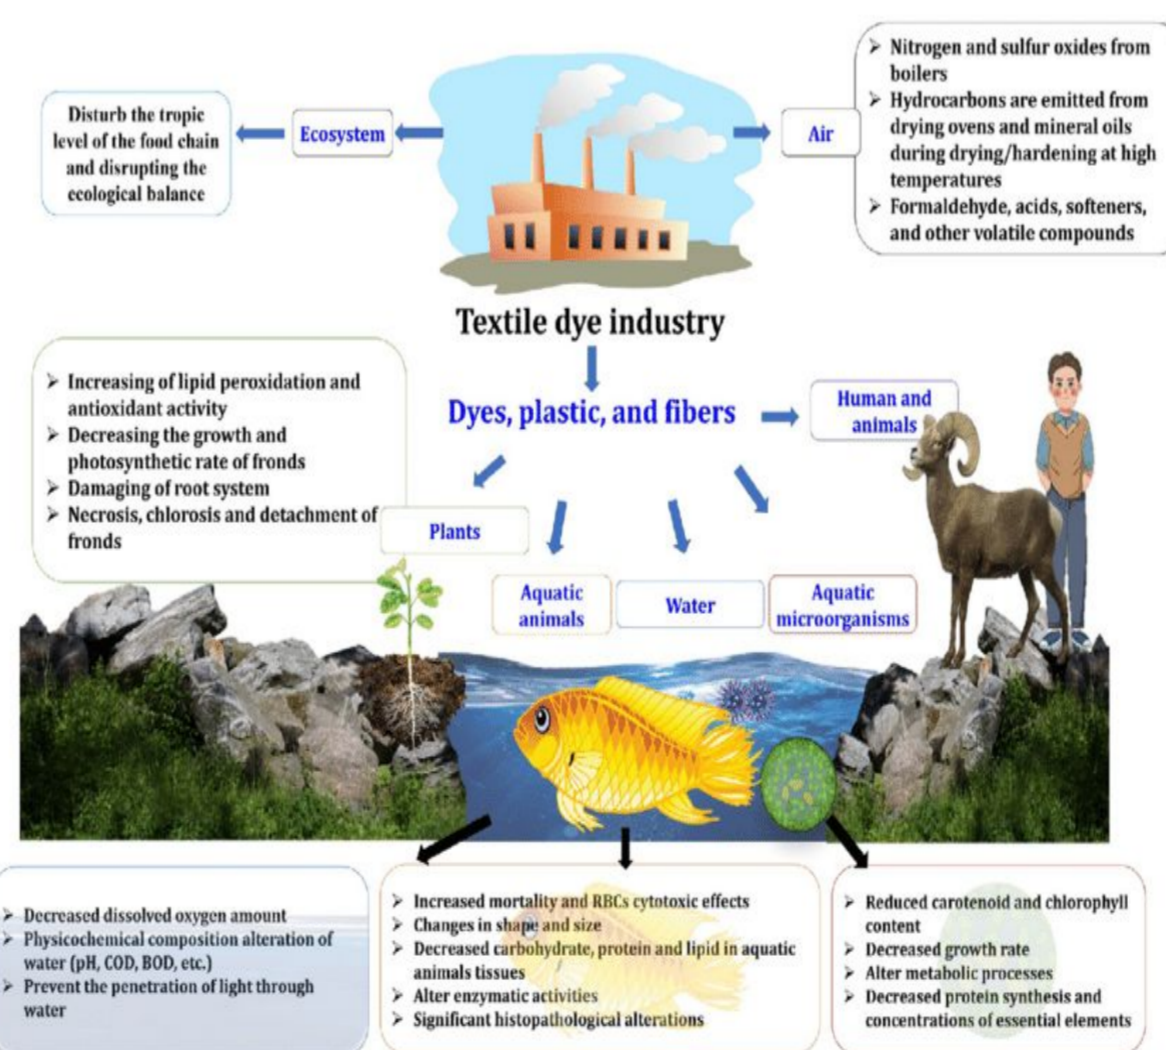 Disturb the tropic
level of the food chain
and disrupting the
ecological balance
Ecosystem
Air
➢ Nitrogen and sulfur oxides from
boilers
➢ Hydrocarbons are emitted from
drying ovens and mineral oils
during drying/hardening at high
temperatures
➢ Formaldehyde, acids, softeners,
and other volatile compounds
Textile dye industry
Dyes, plastic, and fibers
Human and
animals
➢ Increasing of lipid peroxidation and
antioxidant activity
➢ Decreasing the growth and
photosynthetic rate of fronds
➢ Damaging of root system
➢ Necrosis, chlorosis and detachment of
fronds
Plants
Aquatic
animals
Water
Aquatic
microorganisms
➢ Decreased dissolved oxygen amount
➢ Physicochemical composition alteration of
water (pH, COD, BOD, etc.)
➢ Prevent the penetration of light through
water
➢ Increased mortality and RBCs cytotoxic effects
➢ Changes in shape and size
➢ Decreased carbohydrate, protein and lipid in aquatic
animals tissues
➢ Alter enzymatic activities
➢ Significant histopathological alterations
➢ Reduced carotenoid and chlorophyll
content
➢ Decreased growth rate
➢ Alter metabolic processes
➢ Decreased protein synthesis and
concentrations of essential elements